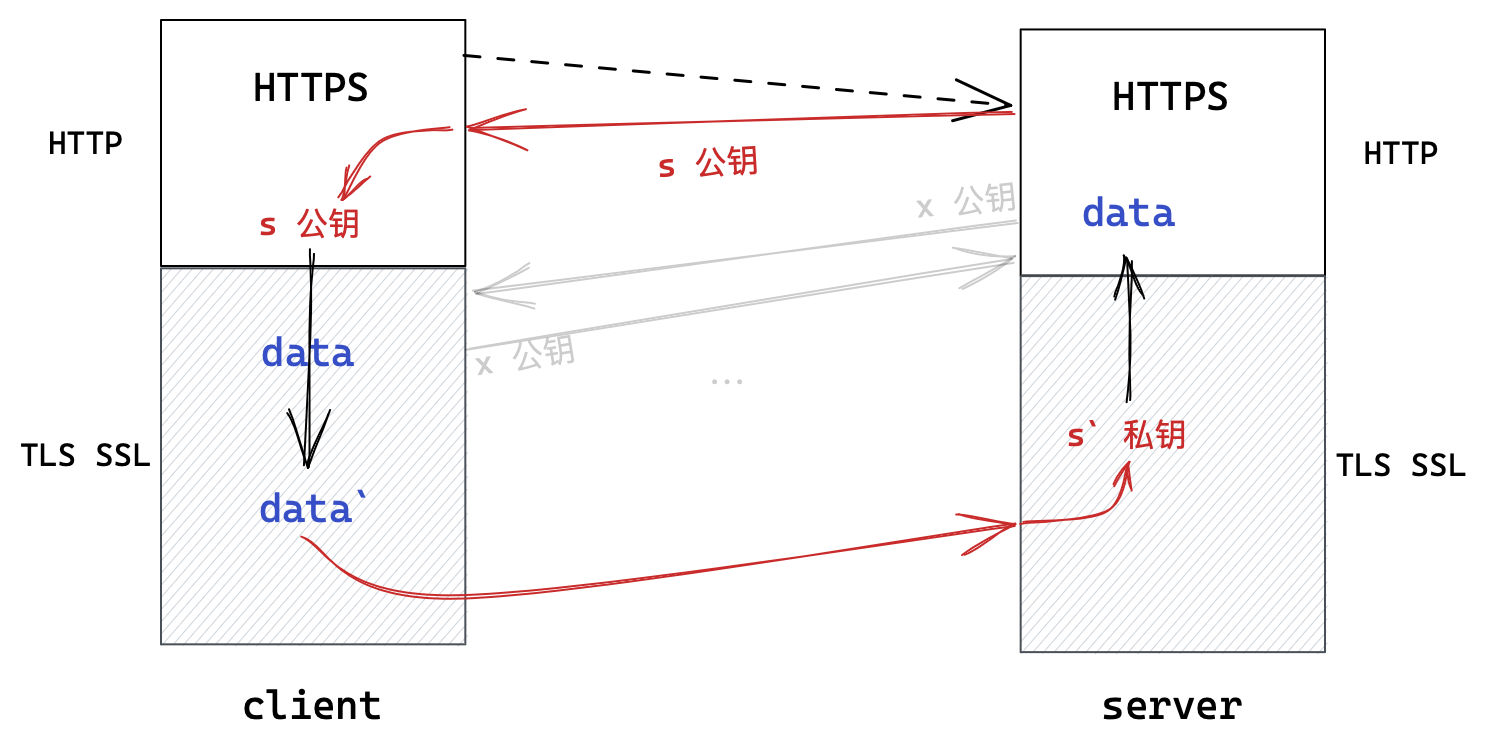 HTTPS
HTTPS
HTTP
s 公钥
HTTP
x 公钥
data
s 公钥
data
x 公钥
...
s` 私钥
TLS SSL
TLS SSL
data`
client
server